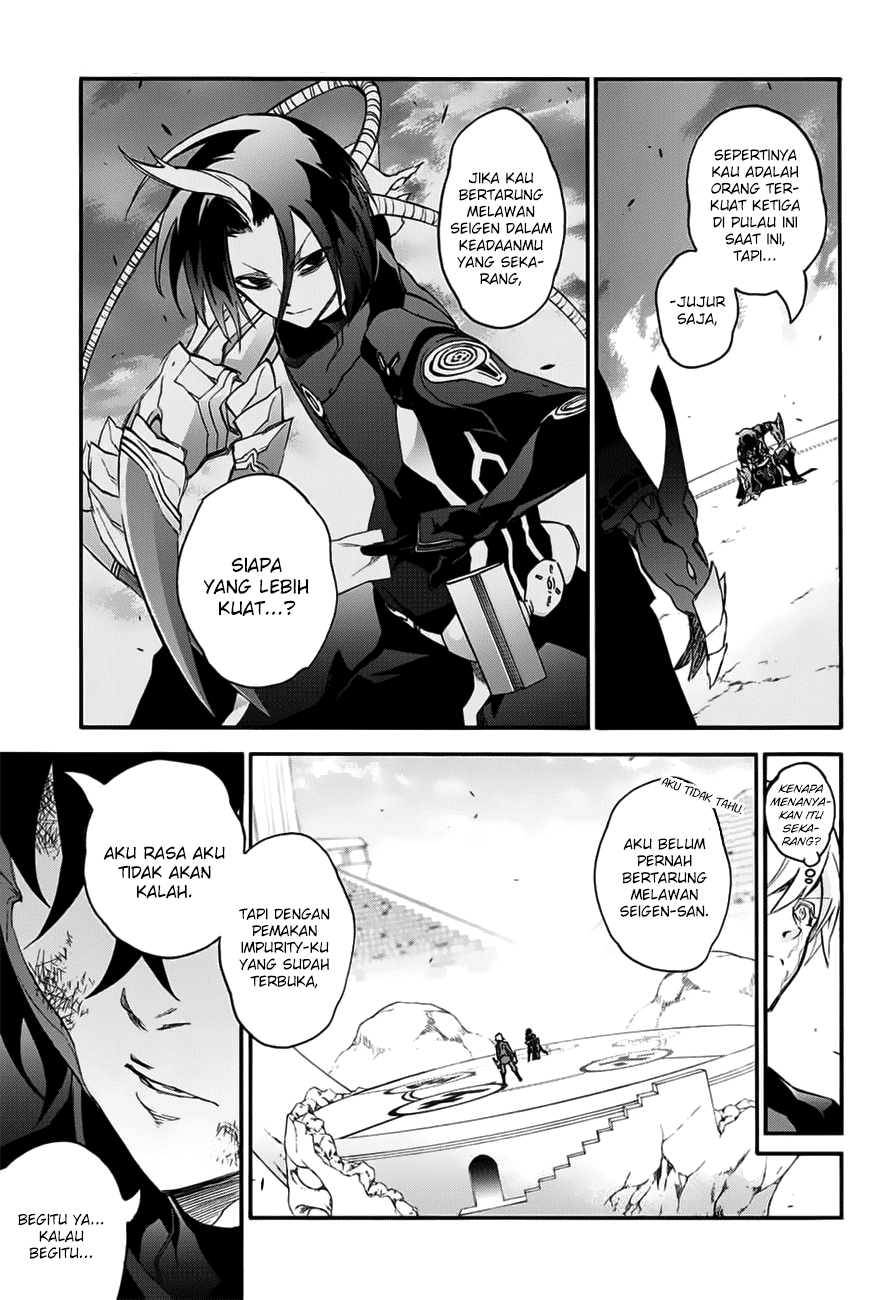 SEPERTINYA
KAU ADALAH
ORANG TER-
KUAT KETIGA
DI PULAU INI
SAAT INI,
TAPI...
-JUJUR
SAJA,
JIKA KAU
BERTARUNG
MELAWAN
SEIGEN DALAM
KEADAANMU
YANG SEKA-
RANG,
SIAPA
YANG LEBIH
KUAT...?
KENAPA
MENANYA-
KAN ITU
SEKA-
RANG?
AKU TIDAK TAHU.
AKU BELUM
PERNAH
BERTARUNG
MELAWAN
SEIGEN-SAN.
TAPI DENGAN
PEMAKAN
IMPURITY-KU
YANG SUDAH
TERBUKA,
AKU RASA AKU
TIDAK AKAN
KALAH.
BEGITU YA...
KALAU
BEGITU...